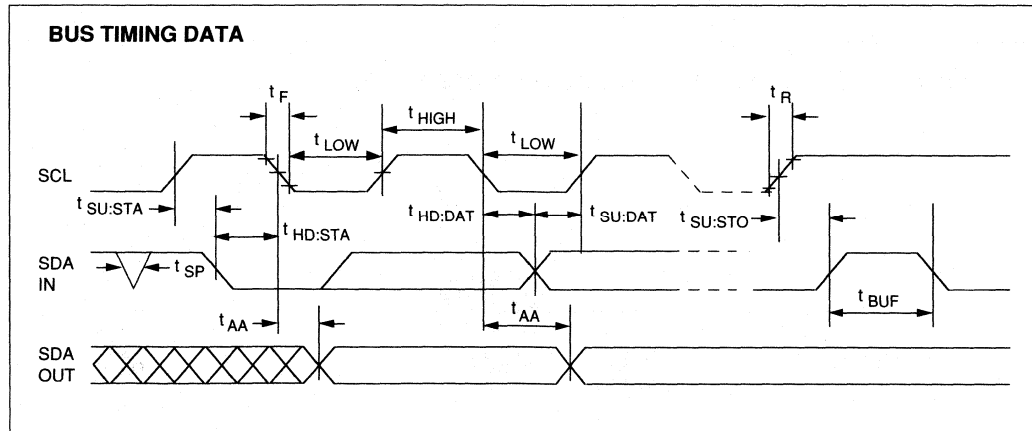 BUS TIMING DATA
t F
t R
t HIGH
t LOW
t LOW
SCL
t SU:STA
t HD:STA
t HD:DAT
t SU:DAT
t SU:STO
SDA
IN
t SP
t BUF
t AA
t AA
SDA
OUT